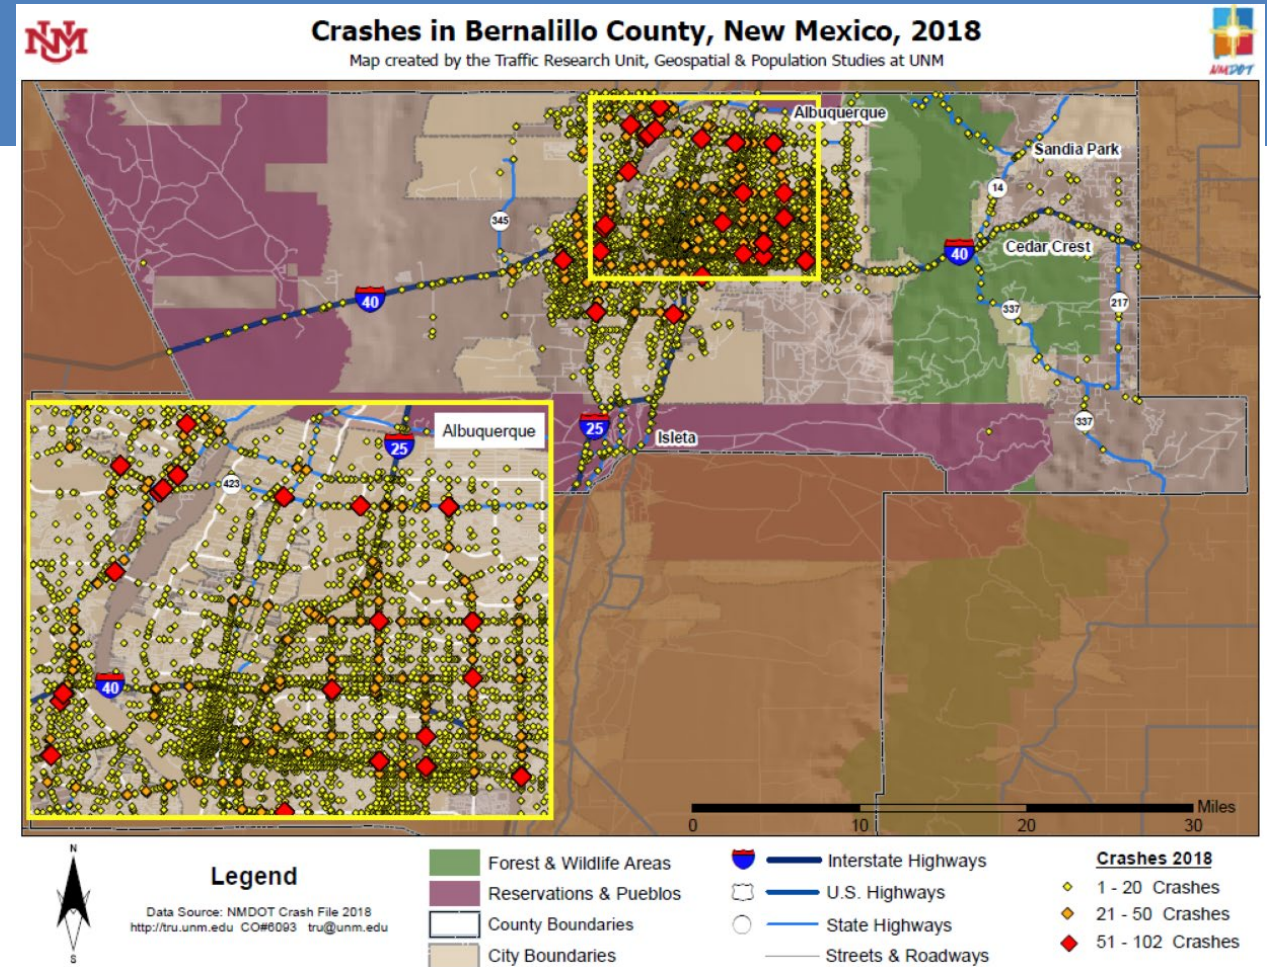 NM
Crashes in Bernalillo County, New Mexico, 2018
Map created by the Traffic Research Unit, Geospatial & Population Studies at UNM
NMDOT
Albuquerque
Sandia Park
14
345
Cedar Crest
40
40
337
217
337
25
Isleta
Albuquerque
25
423
40
Miles
0 10 20 30
N
S
Legend
Data Source: NMDOT Crash File 2018
http://tru.unm.edu CO#6093 tru@unm.edu
Forest & Wildlife Areas
Reservations & Pueblos
County Boundaries
City Boundaries
Interstate Highways
U.S. Highways
State Highways
Streets & Roadways
Crashes 2018
1 - 20 Crashes
21 - 50 Crashes
51 - 102 Crashes